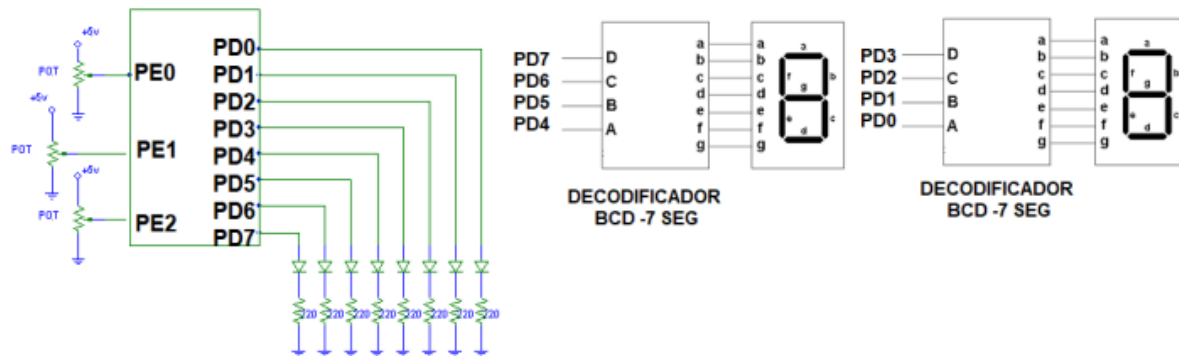 +5v
POT
PE0
+5v
POT
PE1
+5v
POT
PE2
PD0
PD1
PD2
PD3
PD4
PD5
PD6
PD7
220 220 220 220 220 220 220 220
PD7 D
PD6 C
PD5 B
PD4 A
a a
b b
c c
d d
e e
f f
g g
a
f b
g
e c
d
DECODIFICADOR
BCD -7 SEG
PD3 D
PD2 C
PD1 B
PD0 A
a a
b b
c c
d d
e e
f f
g g
a
f b
g
e c
d
DECODIFICADOR
BCD -7 SEG